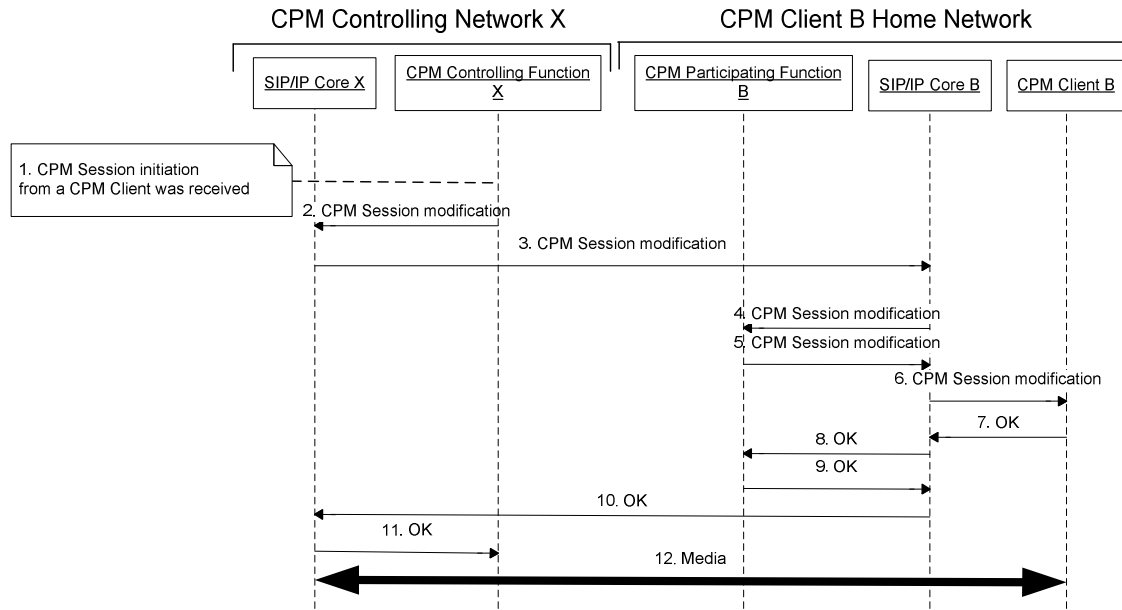 CPM Controlling Network X
CPM Client B Home Network
SIP/IP Core X
CPM Controlling Function
X
CPM Participating Function
B
SIP/IP Core B
CPM Client B
1. CPM Session initiation
from a CPM Client was received
2. CPM Session modification
3. CPM Session modification
4. CPM Session modification
5. CPM Session modification
6. CPM Session modification
7. OK
8. OK
9. OK
10. OK
11. OK
12. Media